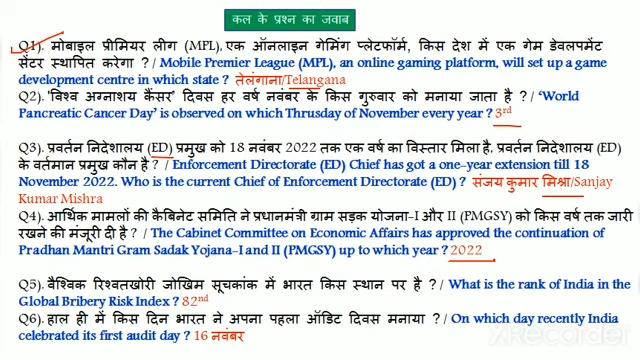 कल के प्रश्न का जवाब
Q1). मोबाइल प्रीमियर लीग (MPL), एक ऑनलाइन गेमिंग प्लेटफॉर्म, किस देश में एक गेम डेवलपमेंट
सेंटर स्थापित करेगा ? / Mobile Premier League (MPL), an online gaming platform, will set up a game
development centre in which state ? तेलंगाना/Telangana
Q2). 'विश्व अग्नाशय कैंसर' दिवस हर वर्ष नवंबर के किस गुरुवार को मनाया जाता है ? / 'World
Pancreatic Cancer Day' is observed on which Thrusday of November every year ? 3rd
Q3). प्रवर्तन निदेशालय (ED) प्रमुख को 18 नवंबर 2022 तक एक वर्ष का विस्तार मिला है, प्रवर्तन निदेशालय (ED)
के वर्तमान प्रमुख कौन है ? / Enforcement Directorate (ED) Chief has got a one-year extension till 18
November 2022. Who is the current Chief of Enforcement Directorate (ED) ? संजय कुमार मिश्रा/Sanjay
Kumar Mishra
Q4). आर्थिक मामलों की कैबिनेट समिति ने प्रधानमंत्री ग्राम सड़क योजना-I और II (PMGSY) को किस वर्ष तक जारी
रखने की मंजूरी दी है ? / The Cabinet Committee on Economic Affairs has approved the continuation of
Pradhan Mantri Gram Sadak Yojana-I and II (PMGSY) up to which year ? 2022
Q5). वैश्विक रिश्वतखोरी जोखिम सूचकांक में भारत किस स्थान पर है ? / What is the rank of India in the
Global Bribery Risk Index ? 82nd
Q6). हाल ही में किस दिन भारत ने अपना पहला ऑडिट दिवस मनाया ? / On which day recently India
celebrated its first audit day ? 16 नवंबर
XRecorder